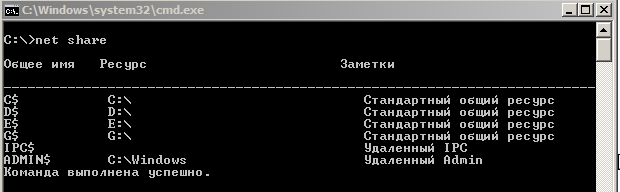 C:\Windows\system32\cmd.exe
C:\>net share
Общее имя Ресурс Заметки
-------------------------------------------------------------------------------
C$ C:\ Стандартный общий ресурс
D$ D:\ Стандартный общий ресурс
E$ E:\ Стандартный общий ресурс
G$ G:\ Стандартный общий ресурс
IPC$ Удаленный IPC
ADMIN$ C:\Windows Удаленный Admin
Команда выполнена успешно.